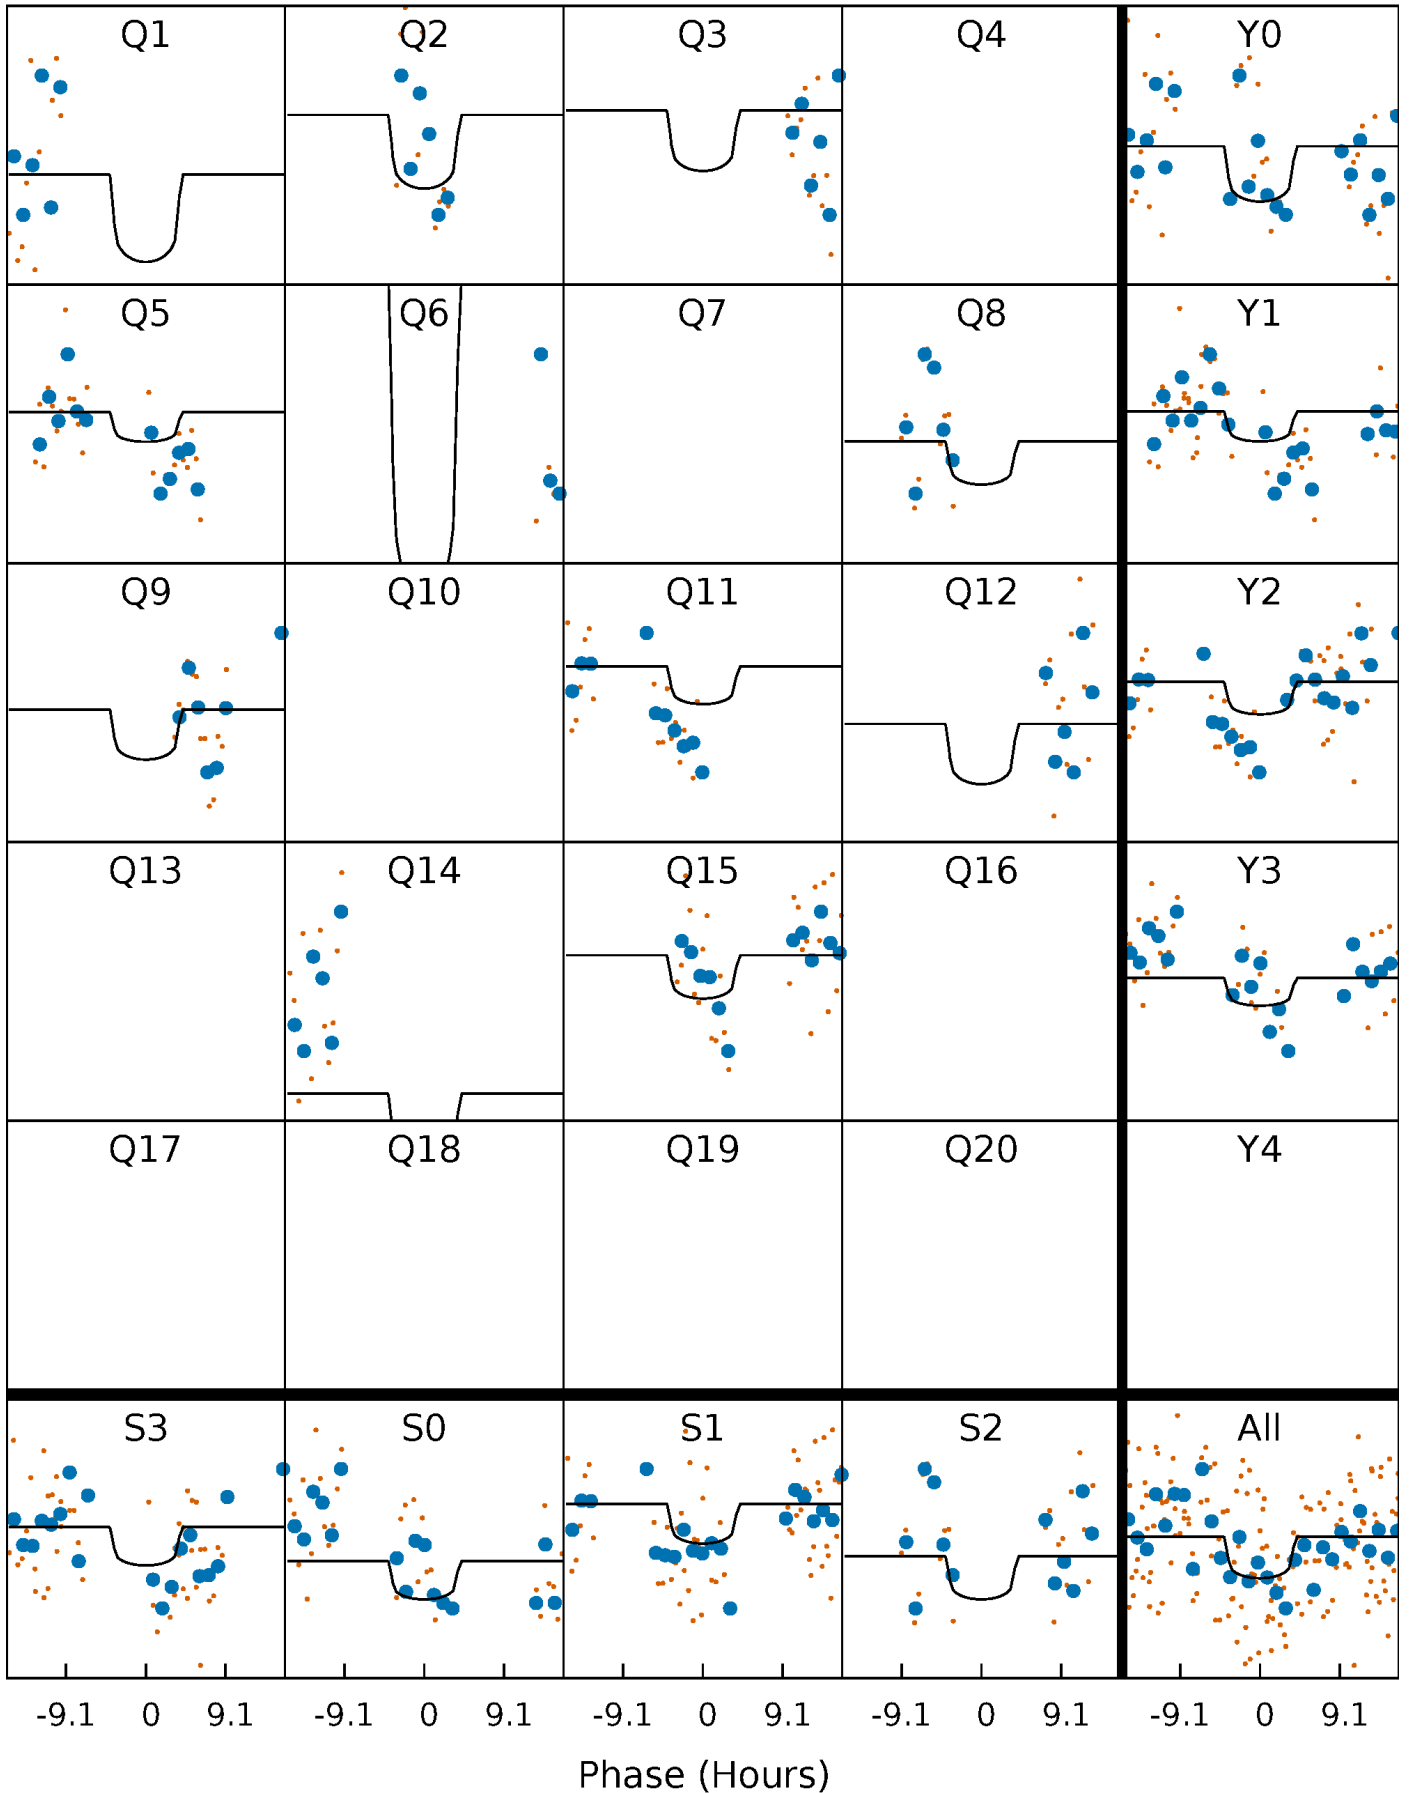 Q1 Q2 Q3 Q4 Y0
Q5 Q6 Q7 Q8 Y1
Q9 Q10 Q11 Q12 Y2
Q13 Q14 Q15 Q16 Y3
Q17 Q18 Q19 Q20 Y4
S3 S0 S1 S2 All
-9.1 0 9.1 -9.1 0 9.1 -9.1 0 9.1 -9.1 0 9.1 -9.1 0 9.1
Phase (Hours)